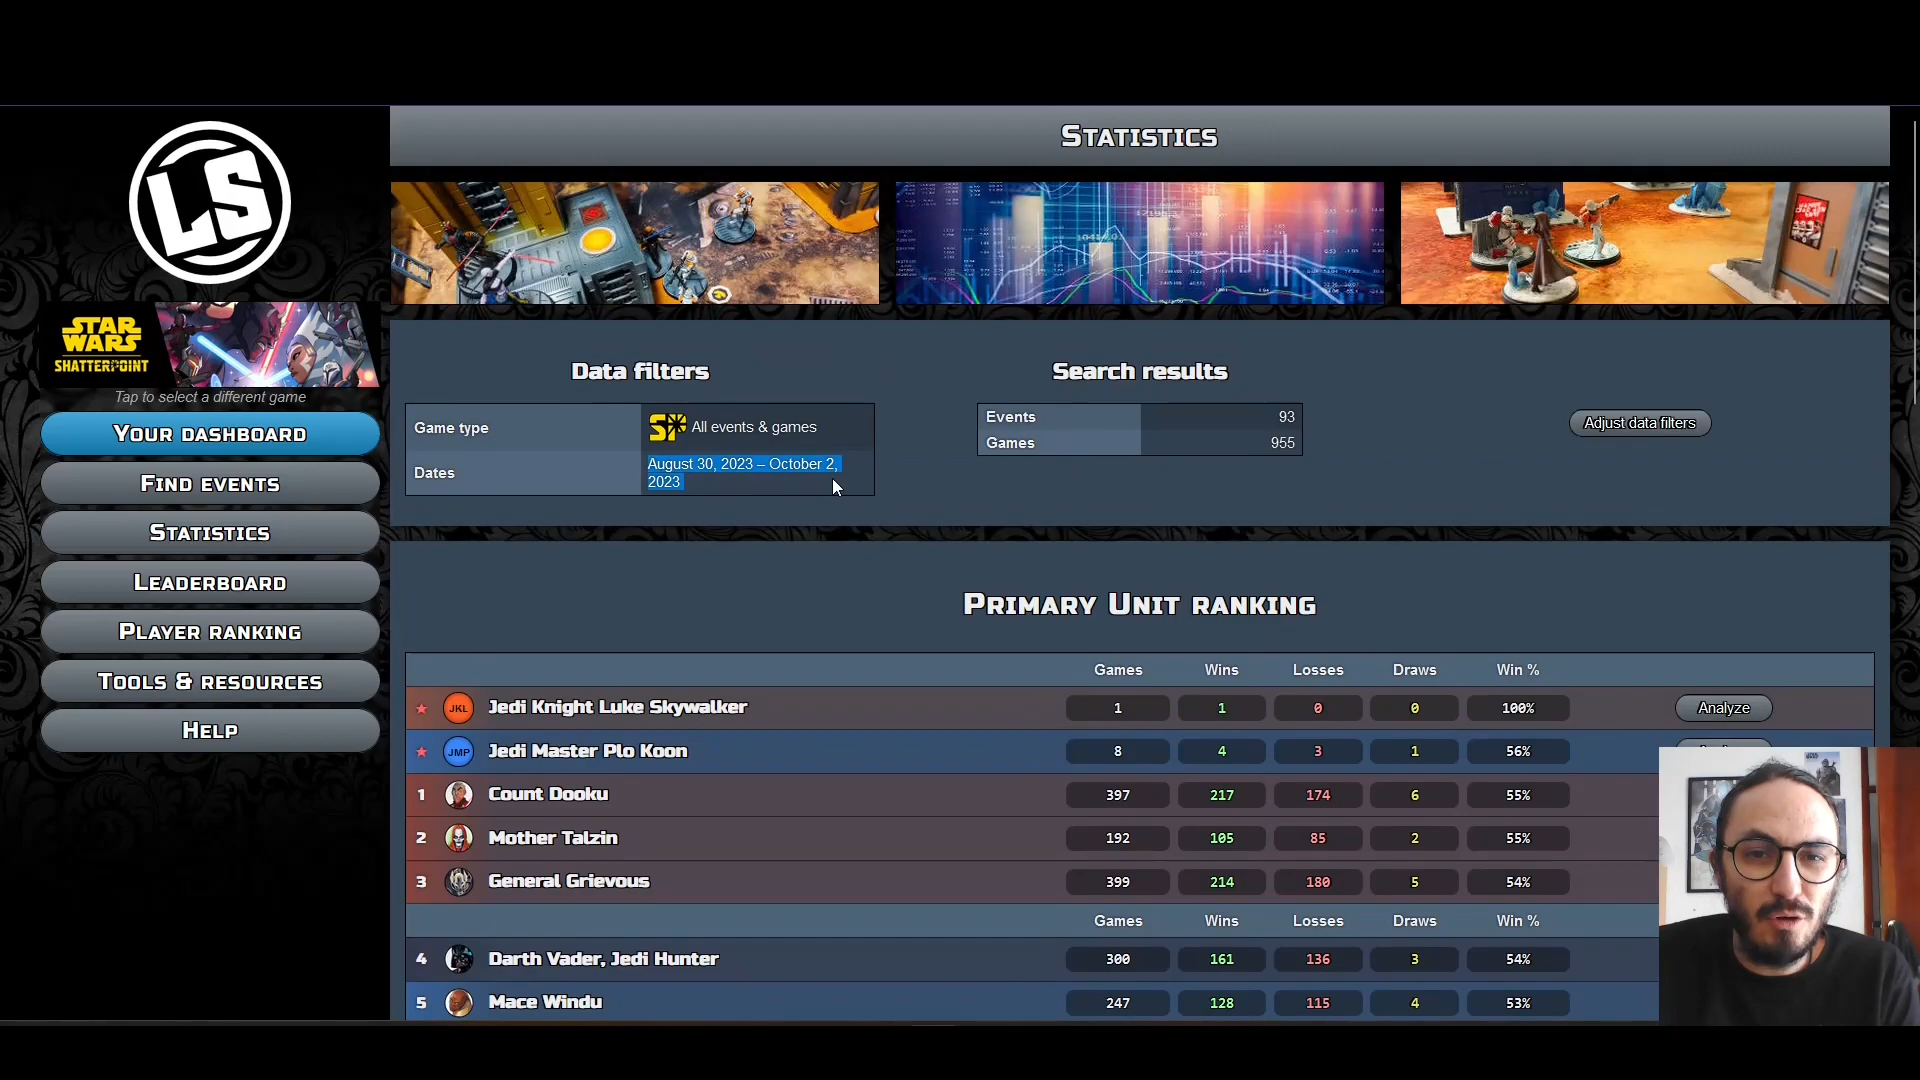 STATISTICS
LS
STAR
WARS
SHATTERPOINT
Tap to select a different game
YOUR DASHBOARD
FIND EVENTS
STATISTICS
LEADERBOARD
PLAYER RANKING
TOOLS & RESOURCES
HELP
Data filters
Game type SP All events & games
Dates August 30, 2023 – October 2,
2023
Search results
Events 93
Games 955
Adjust data filters
PRIMARY UNIT RANKING
Games Wins Losses Draws Win %
★ JKL Jedi Knight Luke Skywalker 1 1 0 0 100% Analyze
★ JMP Jedi Master Plo Koon 8 4 3 1 56%
1 Count Dooku 397 217 174 6 55%
2 Mother Talzin 192 105 85 2 55%
3 General Grievous 399 214 180 5 54%
Games Wins Losses Draws Win %
4 Darth Vader, Jedi Hunter 300 161 136 3 54%
5 Mace Windu 247 128 115 4 53%